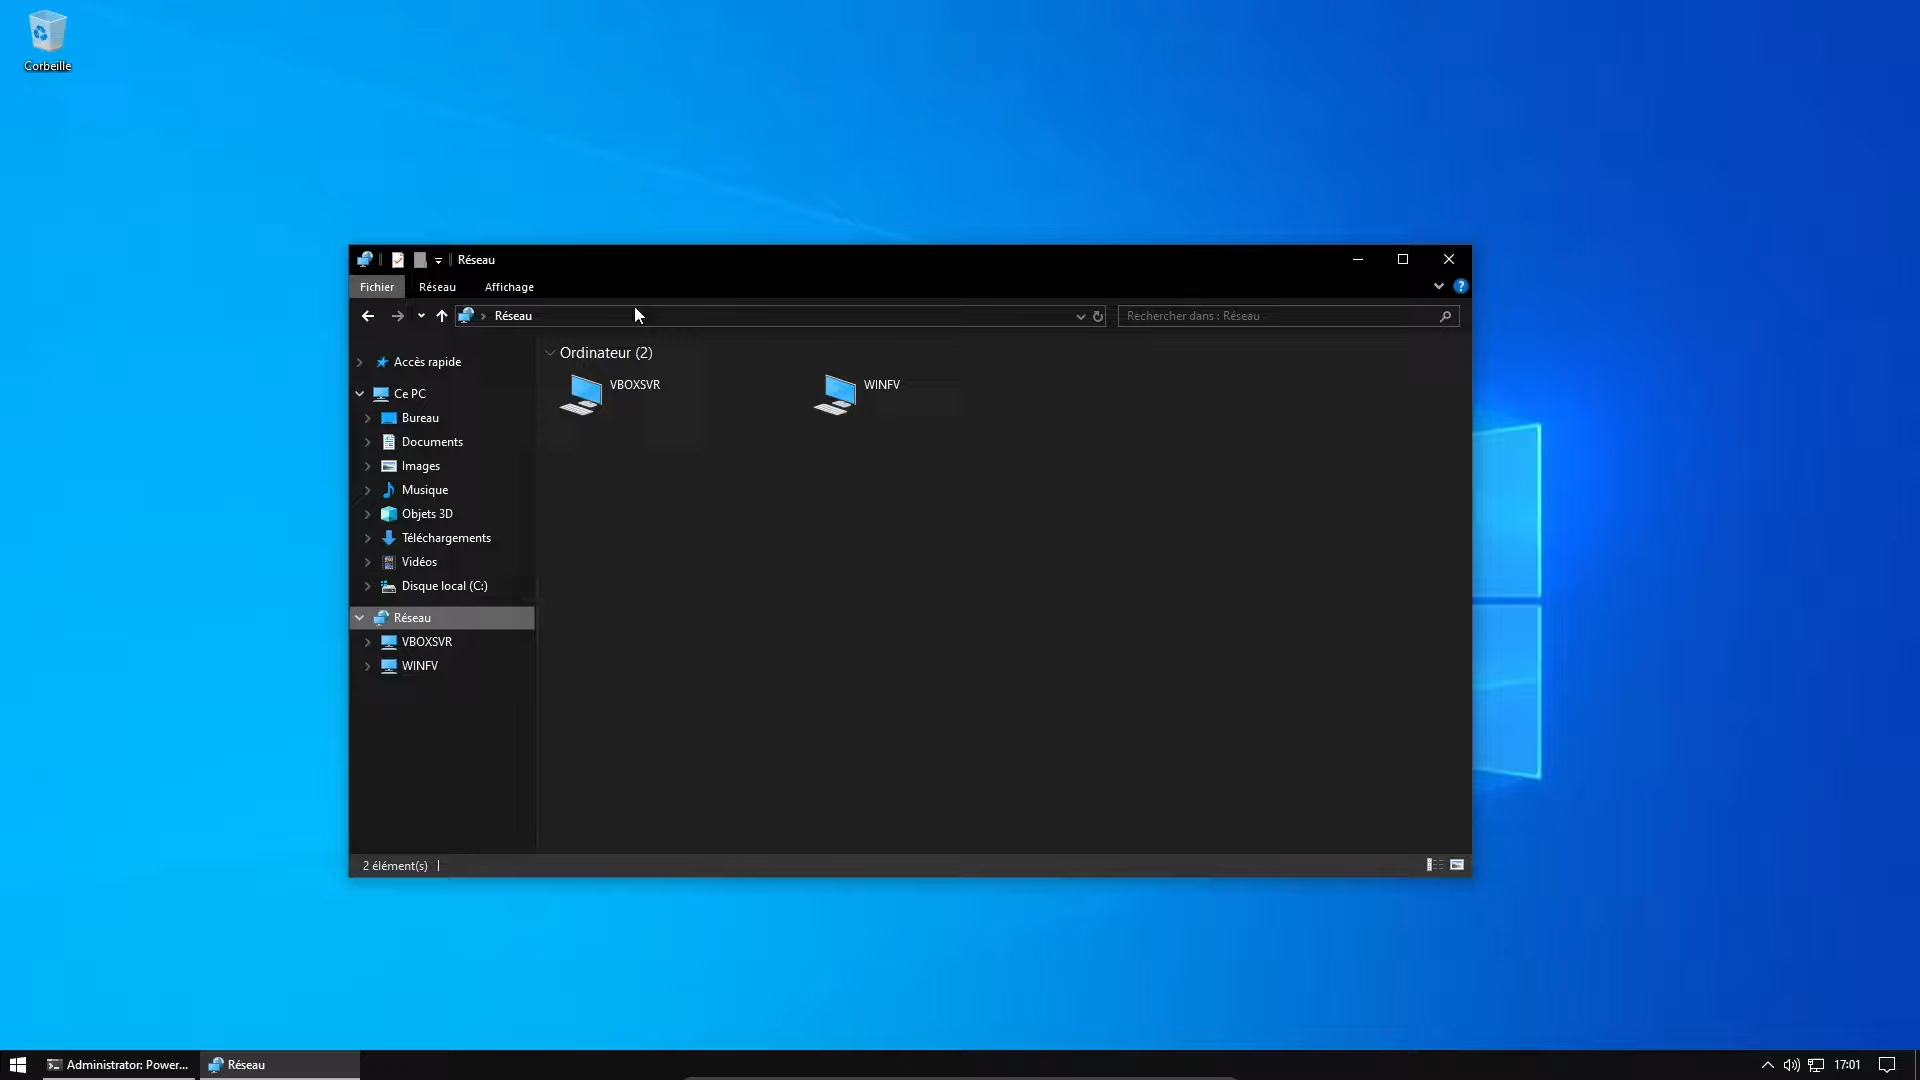 Corbeille
Réseau
Fichier
Réseau
Affichage
?
Réseau
Rechercher dans : Réseau
Accès rapide
Ce PC
Bureau
Documents
Images
Musique
Objets 3D
Téléchargements
Vidéos
Disque local (C:)
Réseau
VBOXSVR
WINFV
Ordinateur (2)
VBOXSVR
WINFV
2 élément(s)
Administrator: Power...
Réseau
17:01